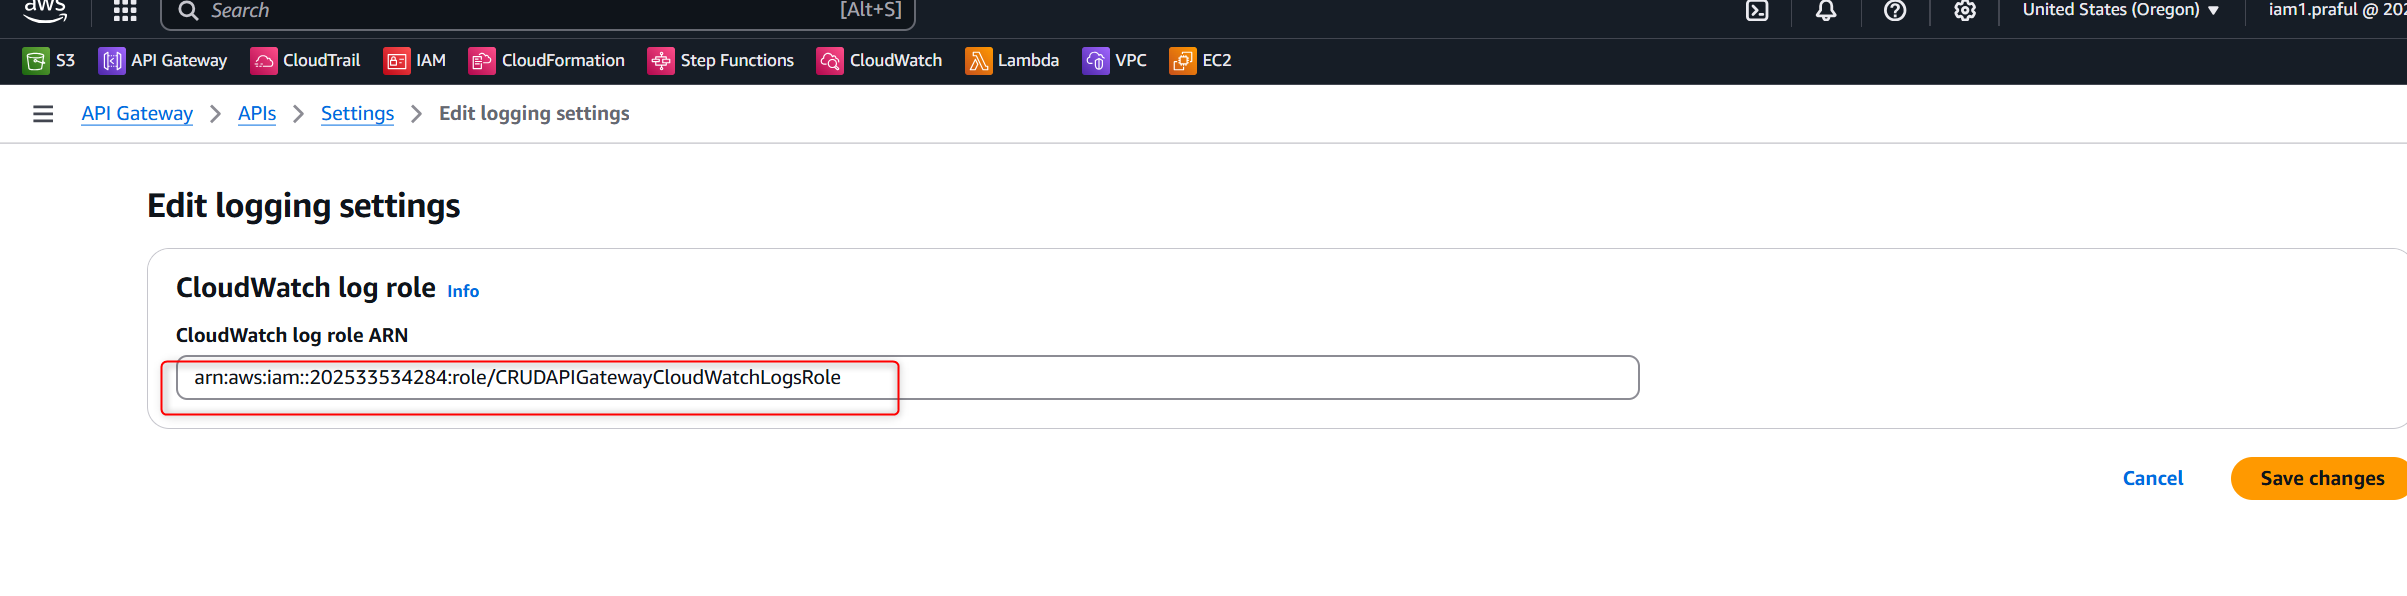 aws Search [Alt+S] United States (Oregon) ▼ iam1.praful @ 202
S3 API Gateway CloudTrail IAM CloudFormation Step Functions CloudWatch Lambda VPC EC2
API Gateway > APIs > Settings > Edit logging settings
Edit logging settings
CloudWatch log role Info
CloudWatch log role ARN
arn:aws:iam::202533534284:role/CRUDAPIGatewayCloudWatchLogsRole
Cancel Save changes